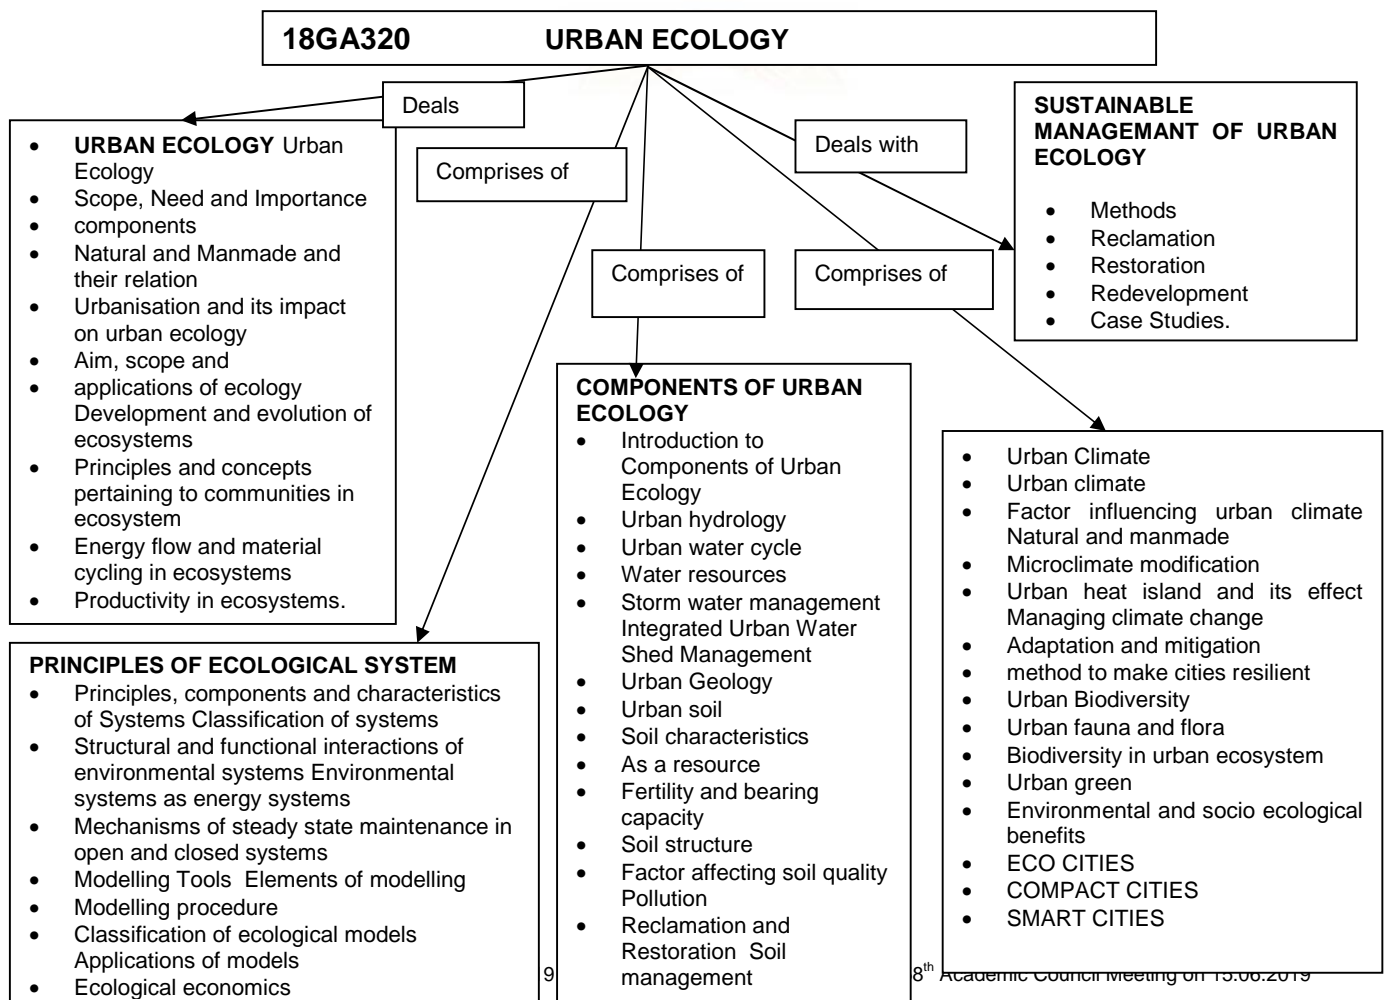 18GA320 URBAN ECOLOGY
Deals
Comprises of
Comprises of
Deals with
Comprises of
• URBAN ECOLOGY Urban
Ecology
• Scope, Need and Importance
• components
• Natural and Manmade and
their relation
• Urbanisation and its impact
on urban ecology
• Aim, scope and
• applications of ecology
Development and evolution of
ecosystems
• Principles and concepts
pertaining to communities in
ecosystem
• Energy flow and material
cycling in ecosystems
• Productivity in ecosystems.
PRINCIPLES OF ECOLOGICAL SYSTEM
• Principles, components and characteristics
of Systems Classification of systems
• Structural and functional interactions of
environmental systems Environmental
systems as energy systems
• Mechanisms of steady state maintenance in
open and closed systems
• Modelling Tools Elements of modelling
• Modelling procedure
• Classification of ecological models
Applications of models
• Ecological economics
COMPONENTS OF URBAN
ECOLOGY
• Introduction to
Components of Urban
Ecology
• Urban hydrology
• Urban water cycle
• Water resources
• Storm water management
Integrated Urban Water
Shed Management
• Urban Geology
• Urban soil
• Soil characteristics
• As a resource
• Fertility and bearing
capacity
• Soil structure
• Factor affecting soil quality
Pollution
• Reclamation and
Restoration Soil
management
SUSTAINABLE
MANAGEMANT OF URBAN
ECOLOGY
• Methods
• Reclamation
• Restoration
• Redevelopment
• Case Studies.
• Urban Climate
• Urban climate
• Factor influencing urban climate
Natural and manmade
• Microclimate modification
• Urban heat island and its effect
Managing climate change
• Adaptation and mitigation
• method to make cities resilient
• Urban Biodiversity
• Urban fauna and flora
• Biodiversity in urban ecosystem
• Urban green
• Environmental and socio ecological
benefits
• ECO CITIES
• COMPACT CITIES
• SMART CITIES
9 8th Academic Council Meeting on 15.06.2019